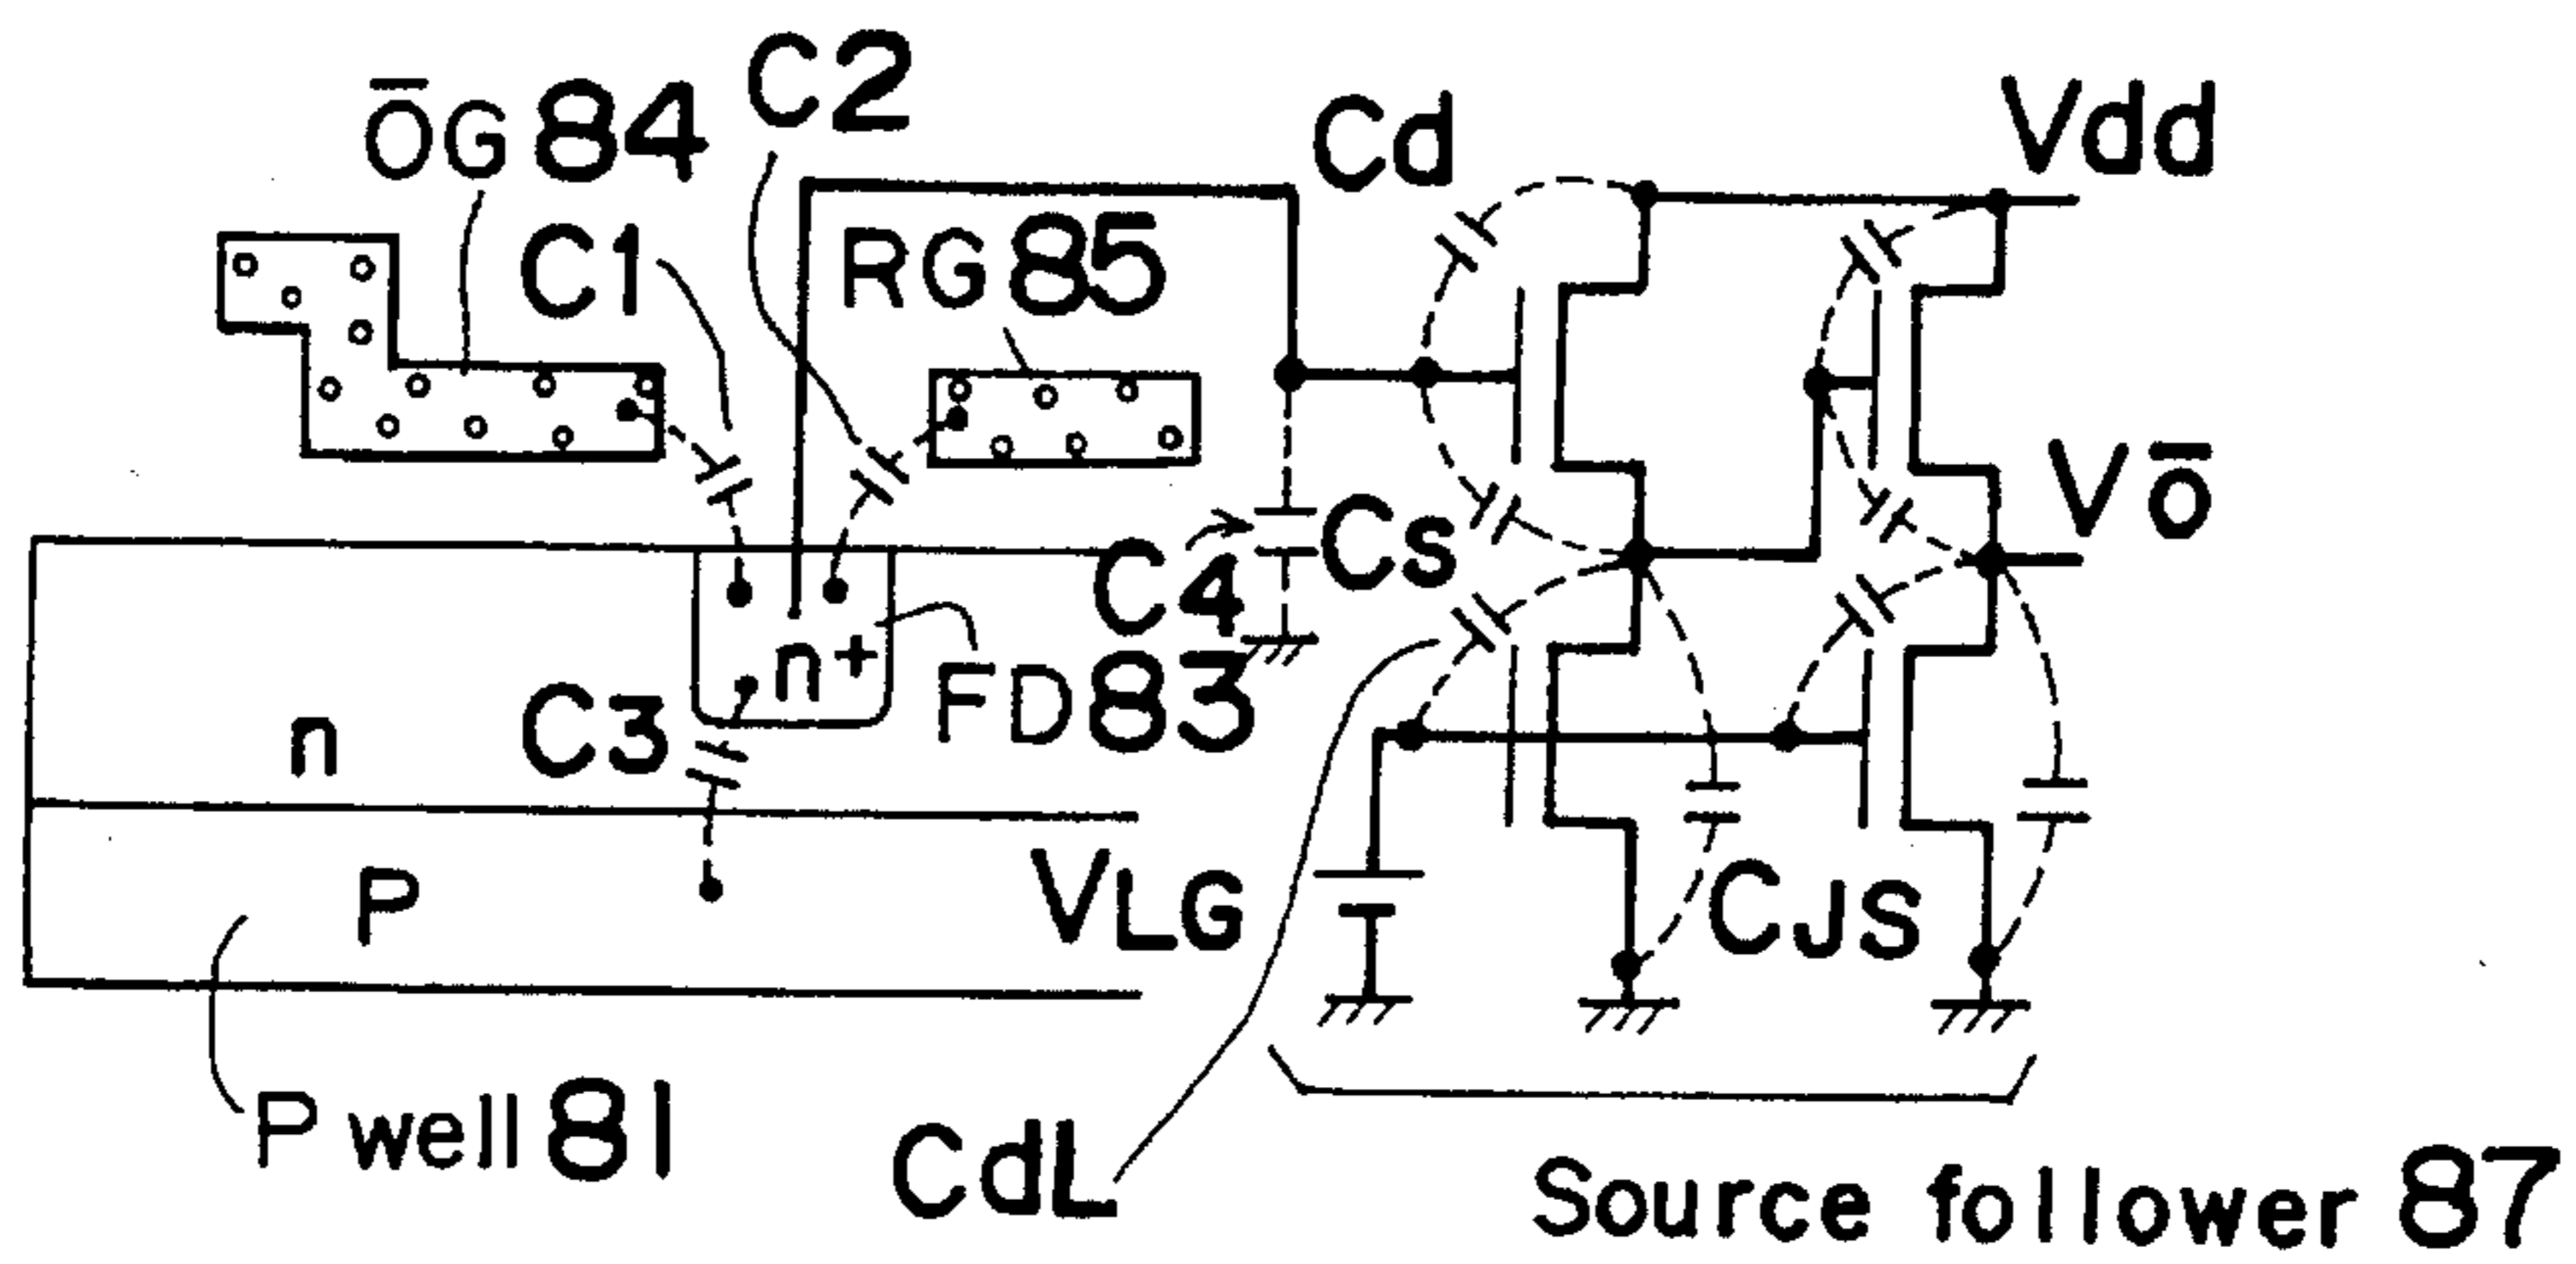 ŌG 84
C2
Cd
Vdd
C1
RG 85
VŌ
Cs
C4
n+
FD 83
C3
n
P
VLG
CJS
P well 81
CdL
Source follower 87